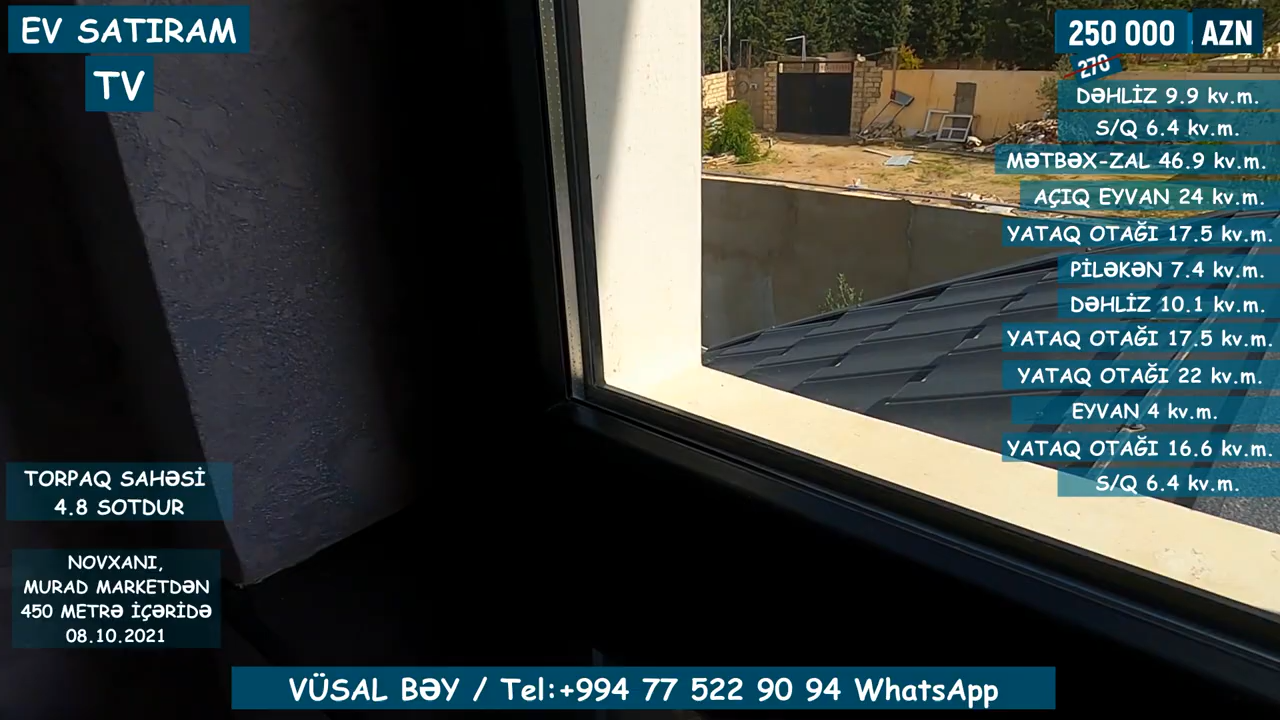 EV SATIRAM
TV
250 000 AZN
270
DƏHLİZ 9.9 kv.m.
S/Q 6.4 kv.m.
MƏTBƏX-ZAL 46.9 kv.m.
AÇIQ EYVAN 24 kv.m.
YATAQ OTAĞI 17.5 kv.m.
PİLƏKƏN 7.4 kv.m.
DƏHLİZ 10.1 kv.m.
YATAQ OTAĞI 17.5 kv.m.
YATAQ OTAĞI 22 kv.m.
EYVAN 4 kv.m.
YATAQ OTAĞI 16.6 kv.m.
S/Q 6.4 kv.m.
TORPAQ SAHƏSİ
4.8 SOTDUR
NOVXANI,
MURAD MARKETDƏN
450 METRƏ İÇƏRİDƏ
08.10.2021
VÜSAL BƏY / Tel:+994 77 522 90 94 WhatsApp